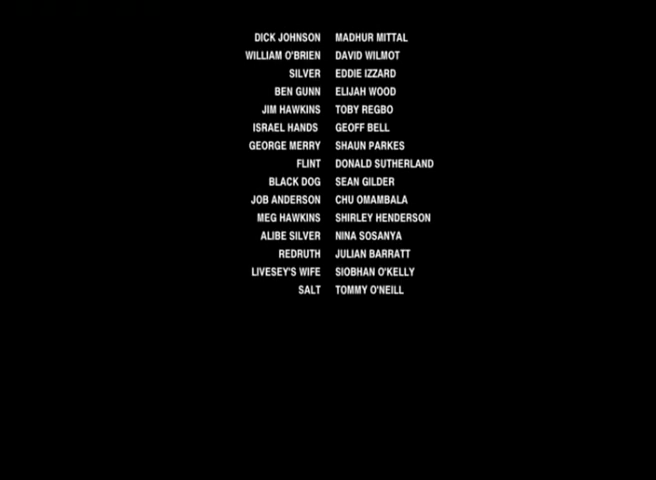 DICK JOHNSON MADHUR MITTAL
WILLIAM O'BRIEN DAVID WILMOT
SILVER EDDIE IZZARD
BEN GUNN ELIJAH WOOD
JIM HAWKINS TOBY REGBO
ISRAEL HANDS GEOFF BELL
GEORGE MERRY SHAUN PARKES
FLINT DONALD SUTHERLAND
BLACK DOG SEAN GILDER
JOB ANDERSON CHU OMAMBALA
MEG HAWKINS SHIRLEY HENDERSON
ALIBE SILVER NINA SOSANYA
REDRUTH JULIAN BARRATT
LIVESEY'S WIFE SIOBHAN O'KELLY
SALT TOMMY O'NEILL